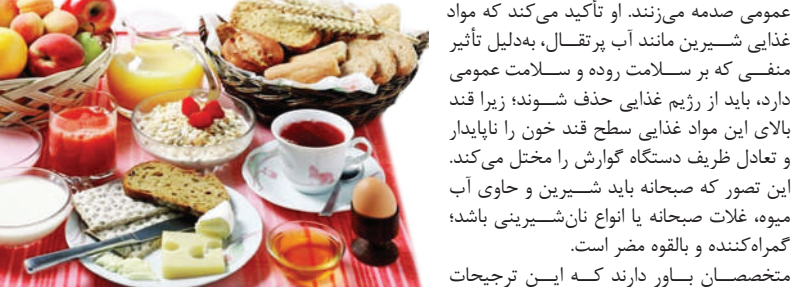 عمومی صدمه می‌زنند. او تأکید می‌کند که مواد
غذایی شیرین مانند آب پرتقال، به‌دلیل تأثیر
منفی که بر سلامت روده و سلامت عمومی
دارد، باید از رژیم غذایی حذف شوند؛ زیرا قند
بالای این مواد غذایی سطح قند خون را ناپایدار
و تعادل ظریف دستگاه گوارش را مختل می‌کند.
این تصور که صبحانه باید شیرین و حاوی آب
میوه، غلات صبحانه یا انواع نان‌شیرینی باشد؛
گمراه‌کننده و بالقوه مضر است.
متخصصان باور دارند که این ترجیحات